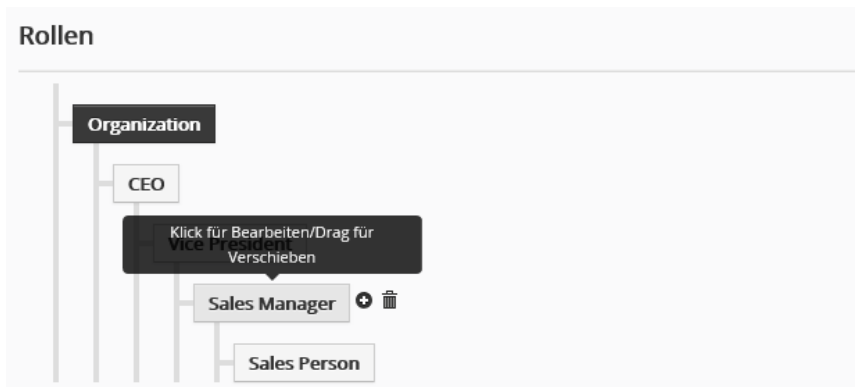 Rollen
Organization
CEO
Klick für Bearbeiten/Drag für
Vice President
Verschieben
Sales Manager
Sales Person